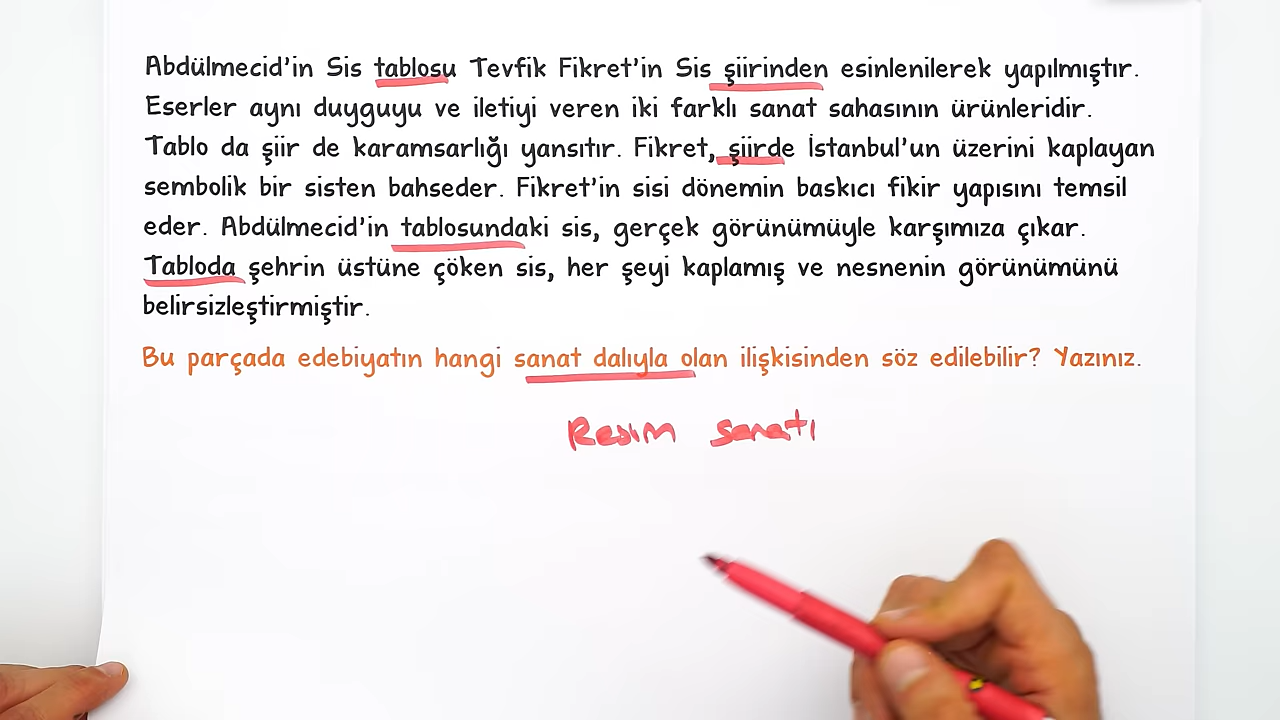 Abdülmecid'in Sis tablosu Tevfik Fikret'in Sis şiirinden esinlenilerek yapılmıştır.
Eserler aynı duyguyu ve iletiyi veren iki farklı sanat sahasının ürünleridir.
Tablo da şiir de karamsarlığı yansıtır. Fikret, şiirde İstanbul'un üzerini kaplayan
sembolik bir sisten bahseder. Fikret'in sisi dönemin baskıcı fikir yapısını temsil
eder. Abdülmecid'in tablosundaki sis, gerçek görünümüyle karşımıza çıkar.
Tabloda şehrin üstüne çöken sis, her şeyi kaplamış ve nesnenin görünümünü
belirsizleştirmiştir.
Bu parçada edebiyatın hangi sanat dalıyla olan ilişkisinden söz edilebilir? Yazınız.
Resim sanatı